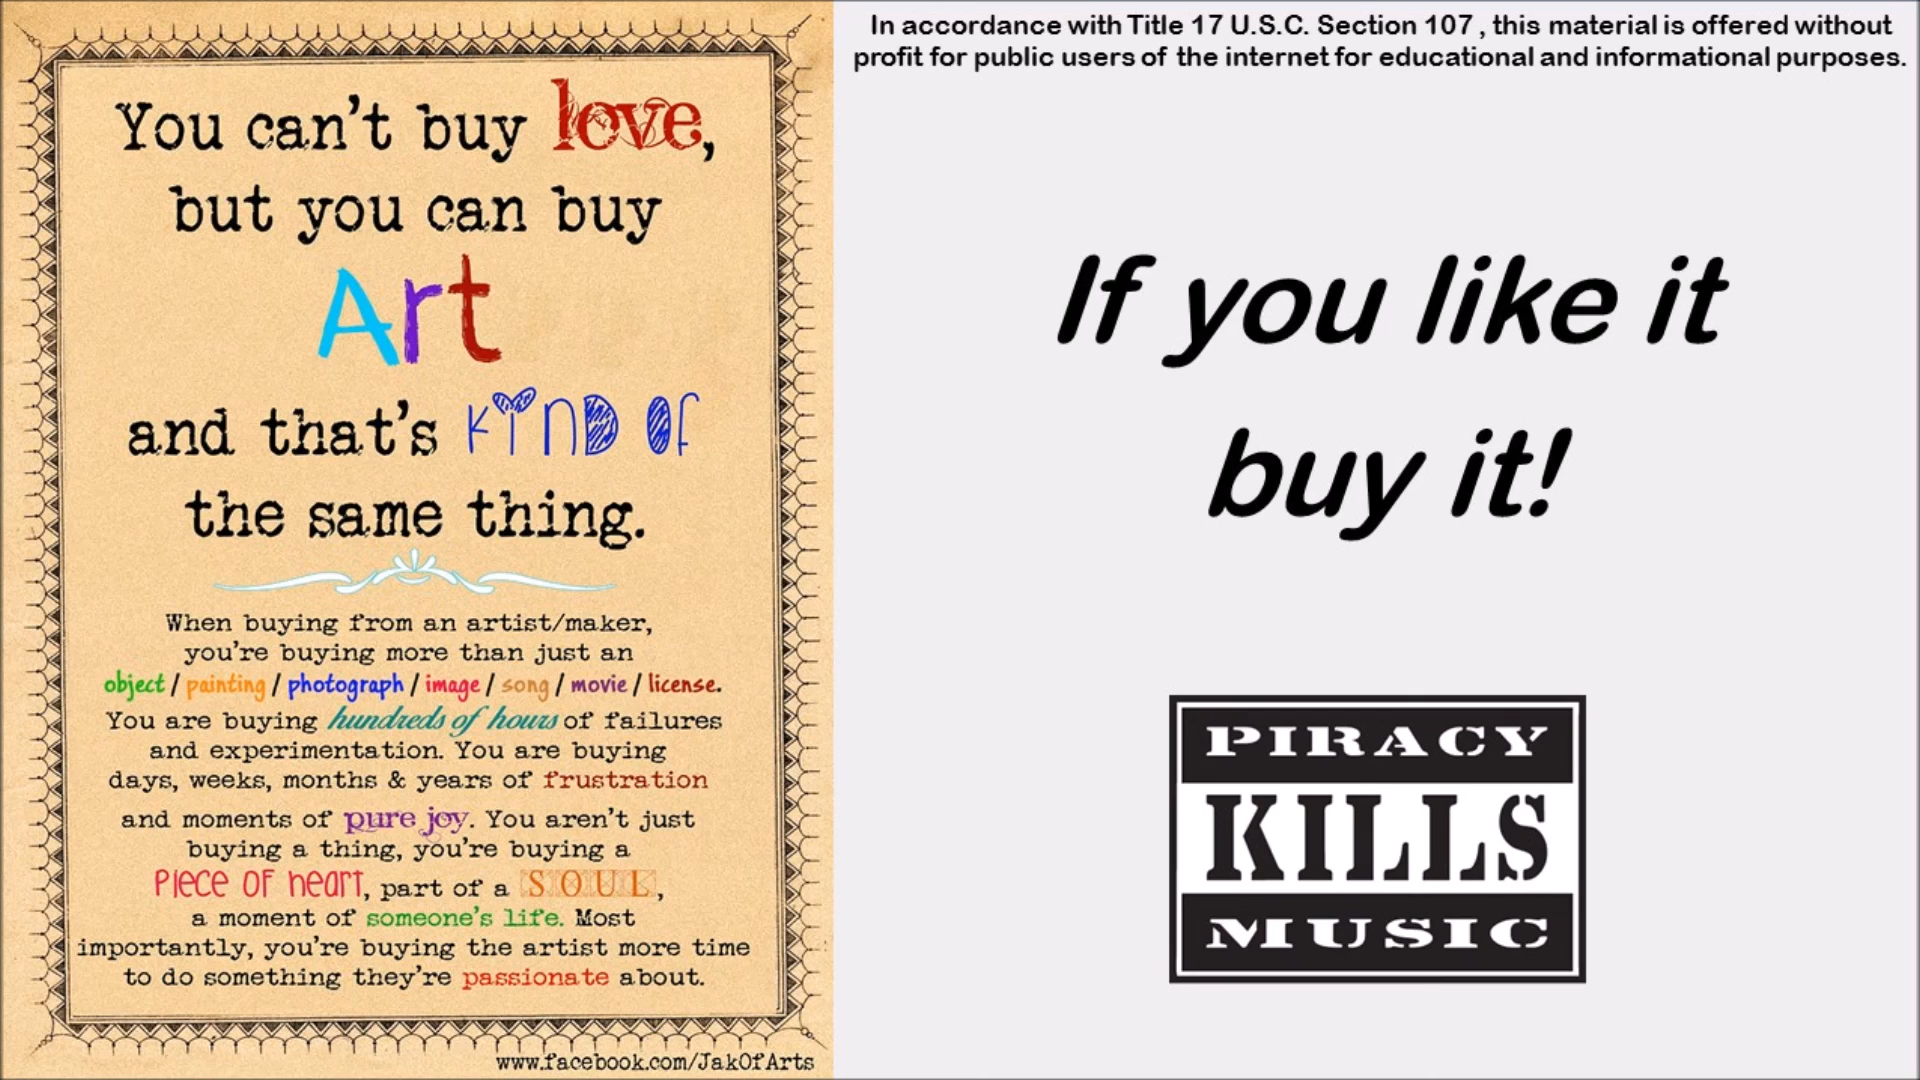 You can't buy love,
but you can buy
Art
and that's kind of
the same thing.
When buying from an artist/maker,
you're buying more than just an
object / painting / photograph / image / song / movie / license.
You are buying hundreds of hours of failures
and experimentation. You are buying
days, weeks, months & years of frustration
and moments of pure joy. You aren't just
buying a thing, you're buying a
Piece of heart, part of a SOUL,
a moment of someone's life. Most
importantly, you're buying the artist more time
to do something they're passionate about.
www.facebook.com/JakOfArts
In accordance with Title 17 U.S.C. Section 107 , this material is offered without
profit for public users of the internet for educational and informational purposes.
If you like it
buy it!
PIRACY
KILLS
MUSIC